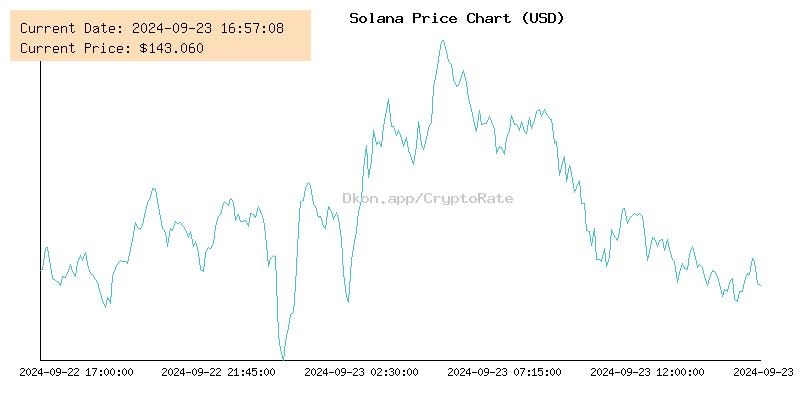 Solana Price Chart (USD)
Current Date: 2024-09-23 16:57:08
Current Price: $143.060
Dkon.app/CryptoRate
2024-09-22 17:00:00 2024-09-22 21:45:00 2024-09-23 02:30:00 2024-09-23 07:15:00 2024-09-23 12:00:00 2024-09-23